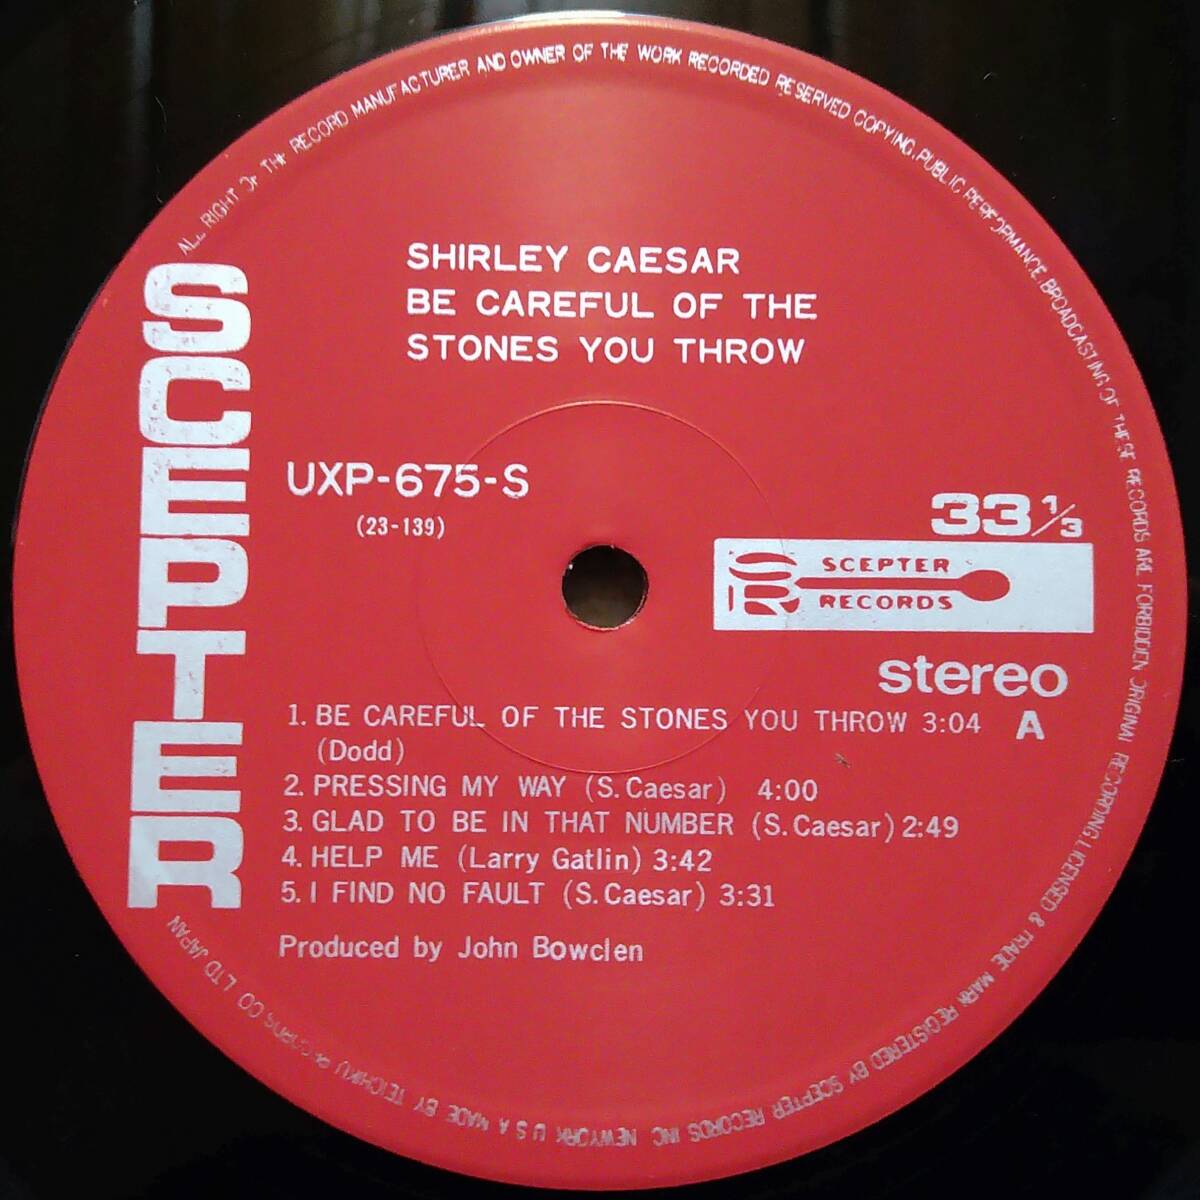 ALL RIGHT OF THE RECORD MANUFACTURER AND OWNER OF THE WORK RECORDED RESERVED COPYING, PUBLIC PERFORMANCE, BROADCASTING OF THESE RECORDS ARE FORBIDDEN ORIGINAL RECORDING LICENSED & TRADE MARK REGISTERED BY SCEPTER RECORDS INC NEWYORK U S A MADE BY TEICHIKU RECORDS CO LTD JAPAN
SCEPTER
SHIRLEY CAESAR
BE CAREFUL OF THE
STONES YOU THROW
UXP-675-S
(23-139)
33 1/3
SR SCEPTER
RECORDS
stereo
A
1. BE CAREFUL OF THE STONES YOU THROW 3:04
(Dodd)
2. PRESSING MY WAY (S. Caesar) 4:00
3. GLAD TO BE IN THAT NUMBER (S. Caesar) 2:49
4. HELP ME (Larry Gatlin) 3:42
5. I FIND NO FAULT (S. Caesar) 3:31
Produced by John Bowclen